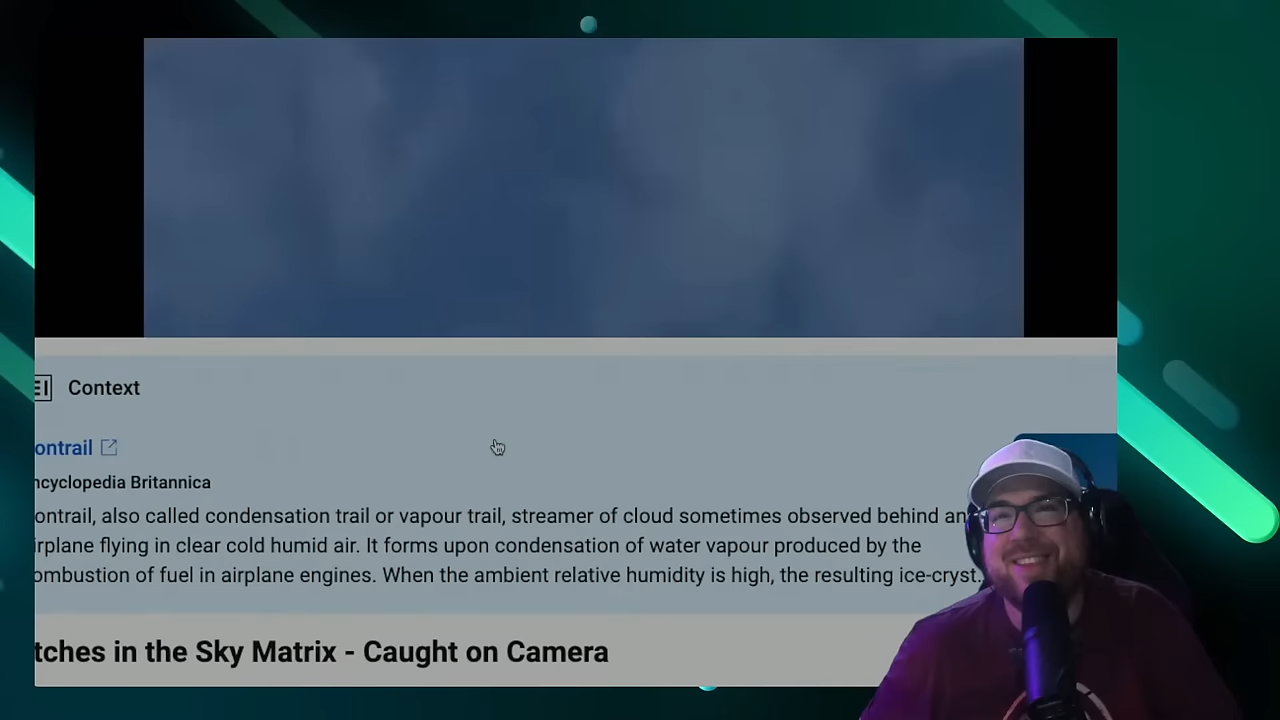 Context
ontrail
ncyclopedia Britannica
ontrail, also called condensation trail or vapour trail, streamer of cloud sometimes observed behind an
irplane flying in clear cold humid air. It forms upon condensation of water vapour produced by the
ombustion of fuel in airplane engines. When the ambient relative humidity is high, the resulting ice-cryst.
tches in the Sky Matrix - Caught on Camera